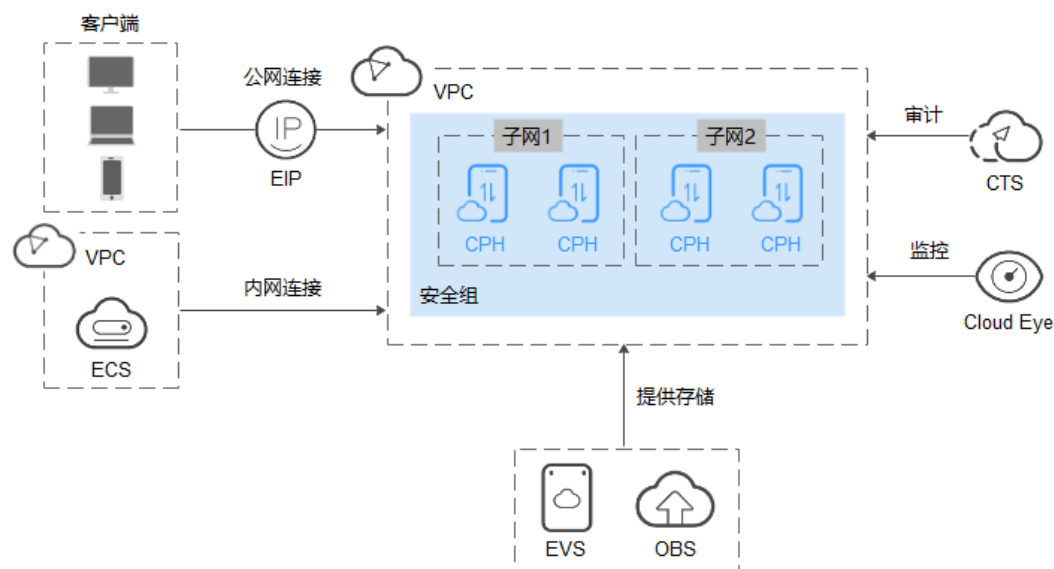 客户端
公网连接
IP
EIP
VPC
子网1
子网2
CPH
CPH
CPH
CPH
安全组
审计
CTS
监控
Cloud Eye
VPC
ECS
内网连接
提供存储
EVS
OBS